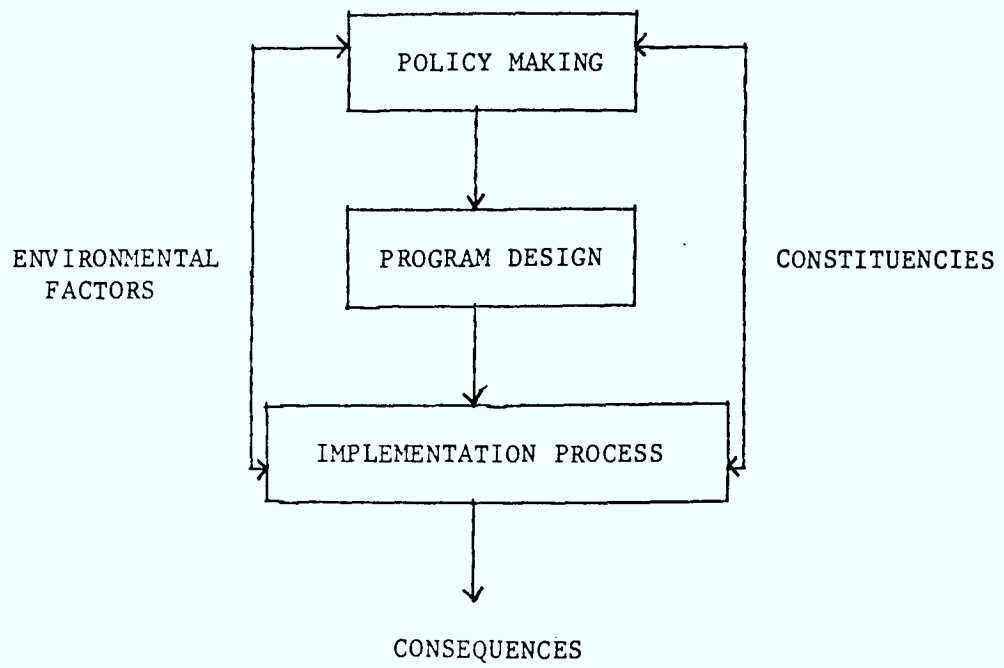 POLICY MAKING
PROGRAM DESIGN
ENVIRONMENTAL
FACTORS
CONSTITUENCIES
IMPLEMENTATION PROCESS
CONSEQUENCES